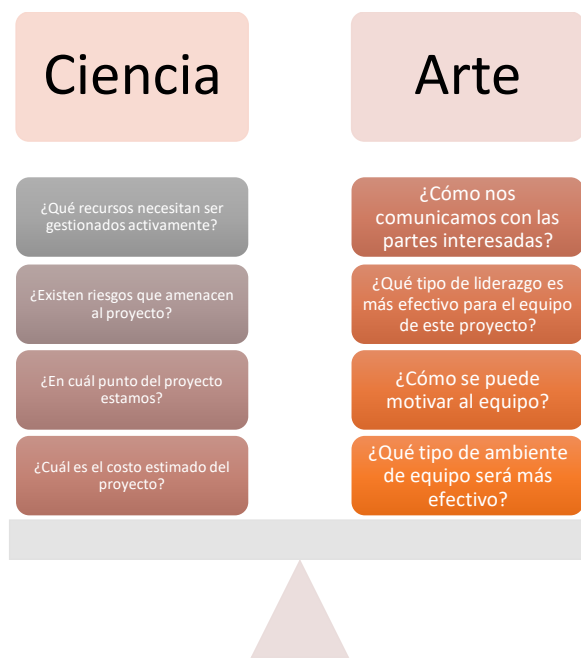 Ciencia
Arte
¿Qué recursos necesitan ser
gestionados activamente?
¿Existen riesgos que amenacen
al proyecto?
¿En cuál punto del proyecto
estamos?
¿Cuál es el costo estimado del
proyecto?
¿Cómo nos
comunicamos con las
partes interesadas?
¿Qué tipo de liderazgo es
más efectivo para el equipo
de este proyecto?
¿Cómo se puede
motivar al equipo?
¿Qué tipo de ambiente
de equipo será más
efectivo?